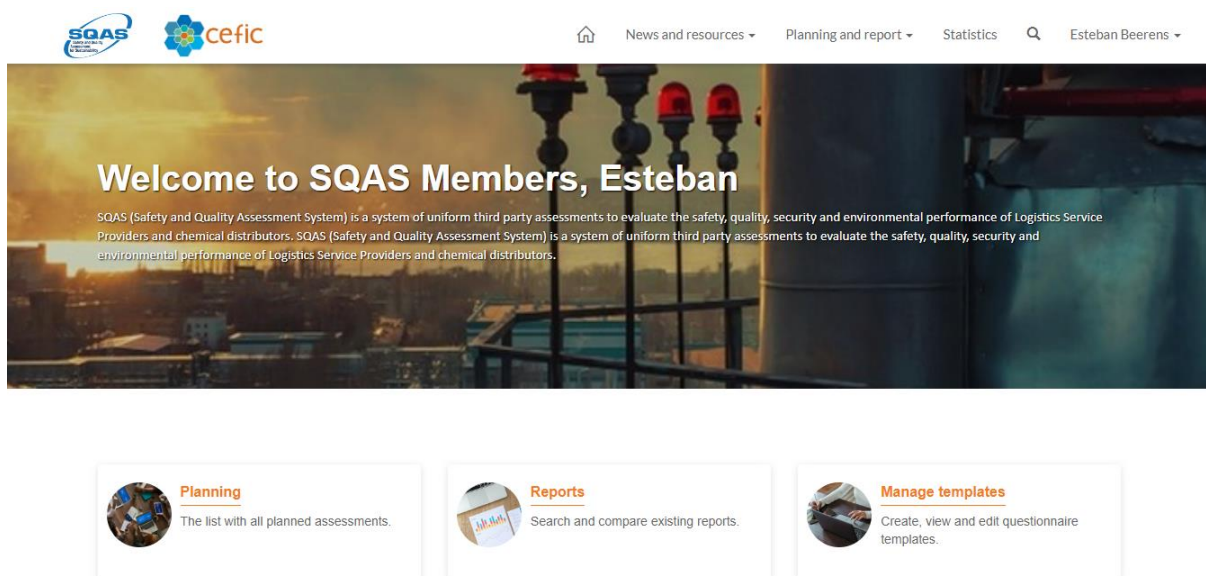 SQAS
cefic
News and resources
Planning and report
Statistics
Esteban Beerens
Welcome to SQAS Members, Esteban
SQAS (Safety and Quality Assessment System) is a system of uniform third party assessments to evaluate the safety, quality, security and environmental performance of Logistics Service
Providers and chemical distributors. SQAS (Safety and Quality Assessment System) is a system of uniform third party assessments to evaluate the safety, quality, security and
environmental performance of Logistics Service Providers and chemical distributors.
Planning
The list with all planned assessments.
Reports
Search and compare existing reports.
Manage templates
Create, view and edit questionnaire
templates.